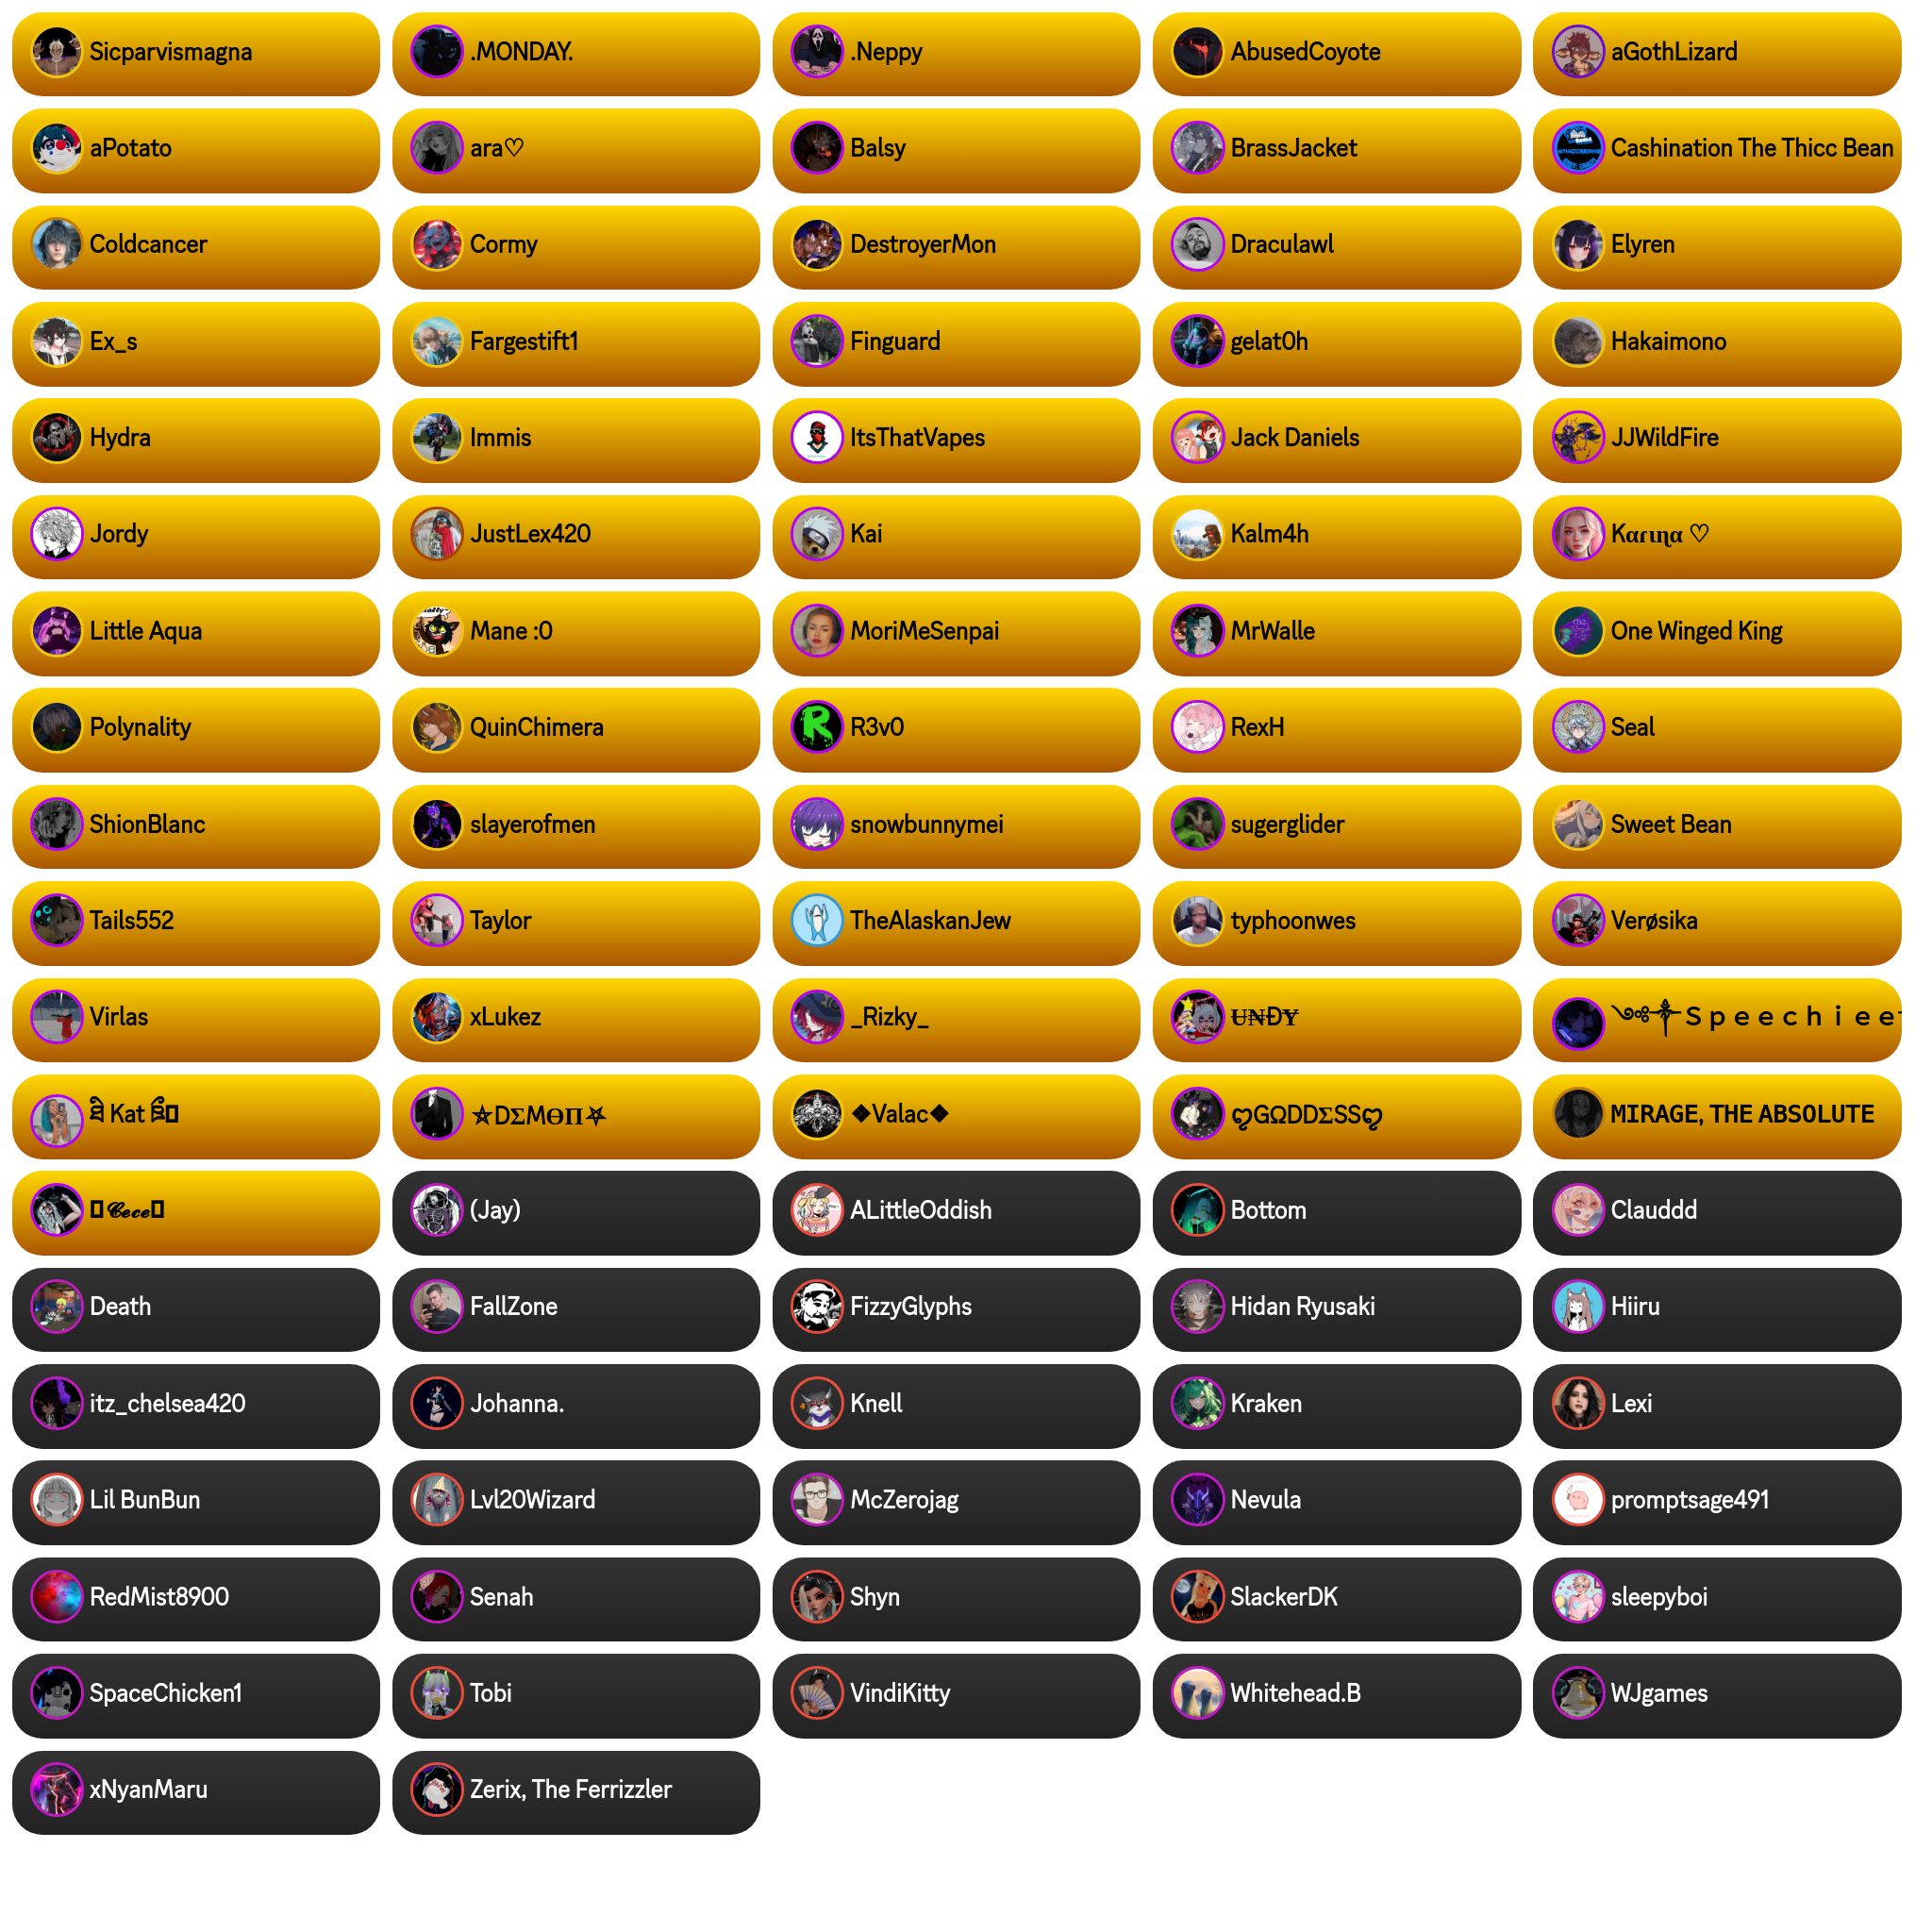 Sicparvismagna
.MONDAY.
.Neppy
AbusedCoyote
aGothLizard
aPotato
ara♡
Balsy
BrassJacket
Cashination The Thicc Bean
Coldcancer
Cormy
DestroyerMon
Draculawl
Elyren
Ex_s
Fargestift1
Finguard
gelat0h
Hakaimono
Hydra
Immis
ItsThatVapes
Jack Daniels
JJWildFire
Jordy
JustLex420
Kai
Kalm4h
Kαɾιɳα ♡
Little Aqua
Mane :0
MoriMeSenpai
MrWalle
One Winged King
Polynality
QuinChimera
R3v0
RexH
Seal
ShionBlanc
slayerofmen
snowbunnymei
sugerglider
Sweet Bean
Tails552
Taylor
TheAlaskanJew
typhoonwes
Verøsika
Virlas
xLukez
_Rizky_
Ʉ₦ĐɎ
༺✟Ｓｐｅｅｃｈｉｅｅ
Kat
⛤DΣMӨΠ⛧
❖Valac❖
ღGΩDDΣSSღ
MIRAGE, THE ABSOLUTE
𝓒𝓮𝓬𝓮
(Jay)
ALittleOddish
Bottom
Clauddd
Death
FallZone
FizzyGlyphs
Hidan Ryusaki
Hiiru
itz_chelsea420
Johanna.
Knell
Kraken
Lexi
Lil BunBun
Lvl20Wizard
McZerojag
Nevula
promptsage491
RedMist8900
Senah
Shyn
SlackerDK
sleepyboi
SpaceChicken1
Tobi
VindiKitty
Whitehead.B
WJgames
xNyanMaru
Zerix, The Ferrizzler